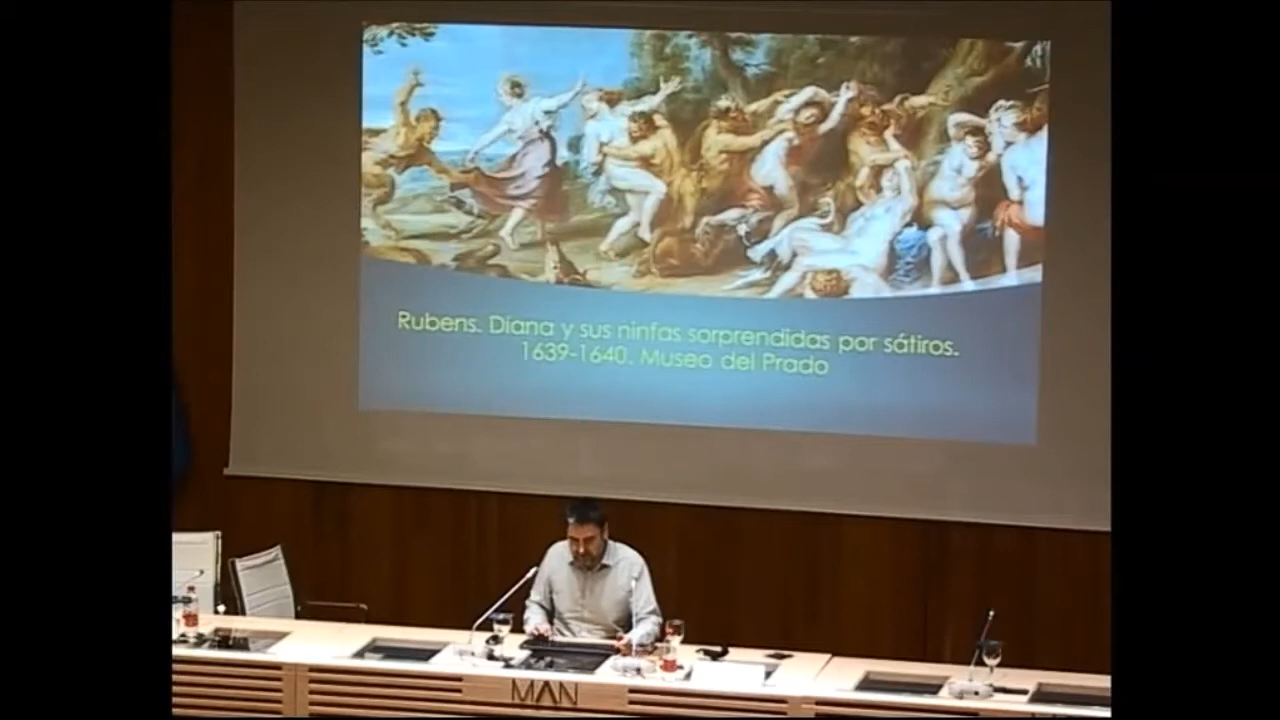 Rubens. Diana y sus ninfas sorprendidas por sátiros.
1639-1640. Museo del Prado
MAN